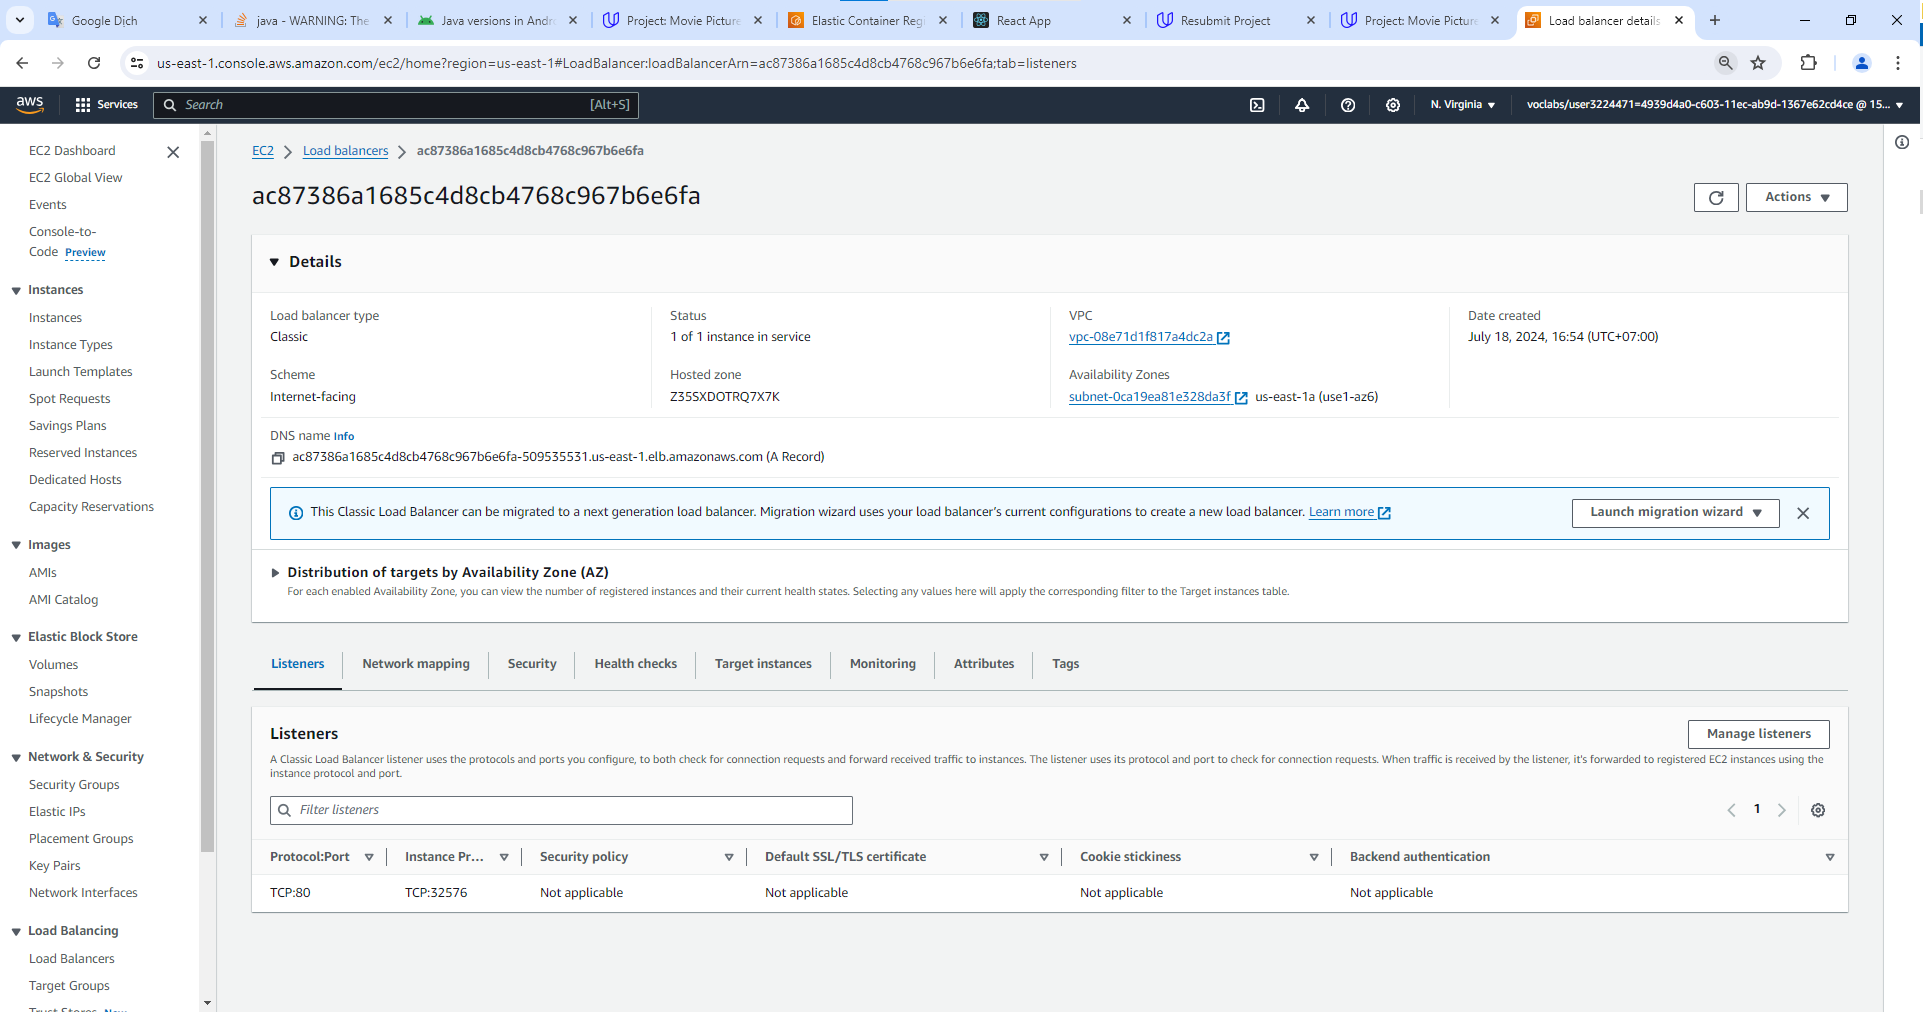 Google Dịch
java - WARNING: The
Java versions in Andro
Project: Movie Picture
Elastic Container Regi
React App
Resubmit Project
Project: Movie Picture
Load balancer details
us-east-1.console.aws.amazon.com/ec2/home?region=us-east-1#LoadBalancer:loadBalancerArn=ac87386a1685c4d8cb4768c967b6e6fa;tab=listeners
aws
Services
Search
[Alt+S]
N. Virginia
voclabs/user3224471=4939d4a0-c603-11ec-ab9d-1367e62cd4ce @ 15...
EC2 Dashboard
EC2 Global View
Events
Console-to-
Code Preview
Instances
Instances
Instance Types
Launch Templates
Spot Requests
Savings Plans
Reserved Instances
Dedicated Hosts
Capacity Reservations
Images
AMIs
AMI Catalog
Elastic Block Store
Volumes
Snapshots
Lifecycle Manager
Network & Security
Security Groups
Elastic IPs
Placement Groups
Key Pairs
Network Interfaces
Load Balancing
Load Balancers
Target Groups
Trust Stores New
EC2
Load balancers
ac87386a1685c4d8cb4768c967b6e6fa
ac87386a1685c4d8cb4768c967b6e6fa
Actions
Details
Load balancer type
Classic
Status
1 of 1 instance in service
VPC
vpc-08e71d1f817a4dc2a
Date created
July 18, 2024, 16:54 (UTC+07:00)
Scheme
Internet-facing
Hosted zone
Z35SXDOTRQ7X7K
Availability Zones
subnet-0ca19ea81e328da3f us-east-1a (use1-az6)
DNS name Info
ac87386a1685c4d8cb4768c967b6e6fa-509535531.us-east-1.elb.amazonaws.com (A Record)
This Classic Load Balancer can be migrated to a next generation load balancer. Migration wizard uses your load balancer's current configurations to create a new load balancer. Learn more
Launch migration wizard
Distribution of targets by Availability Zone (AZ)
For each enabled Availability Zone, you can view the number of registered instances and their current health states. Selecting any values here will apply the corresponding filter to the Target instances table.
Listeners
Network mapping
Security
Health checks
Target instances
Monitoring
Attributes
Tags
Listeners
Manage listeners
A Classic Load Balancer listener uses the protocols and ports you configure, to both check for connection requests and forward received traffic to instances. The listener uses its protocol and port to check for connection requests. When traffic is received by the listener, it's forwarded to registered EC2 instances using the
instance protocol and port.
Filter listeners
1
Protocol:Port
Instance Pr...
Security policy
Default SSL/TLS certificate
Cookie stickiness
Backend authentication
TCP:80
TCP:32576
Not applicable
Not applicable
Not applicable
Not applicable